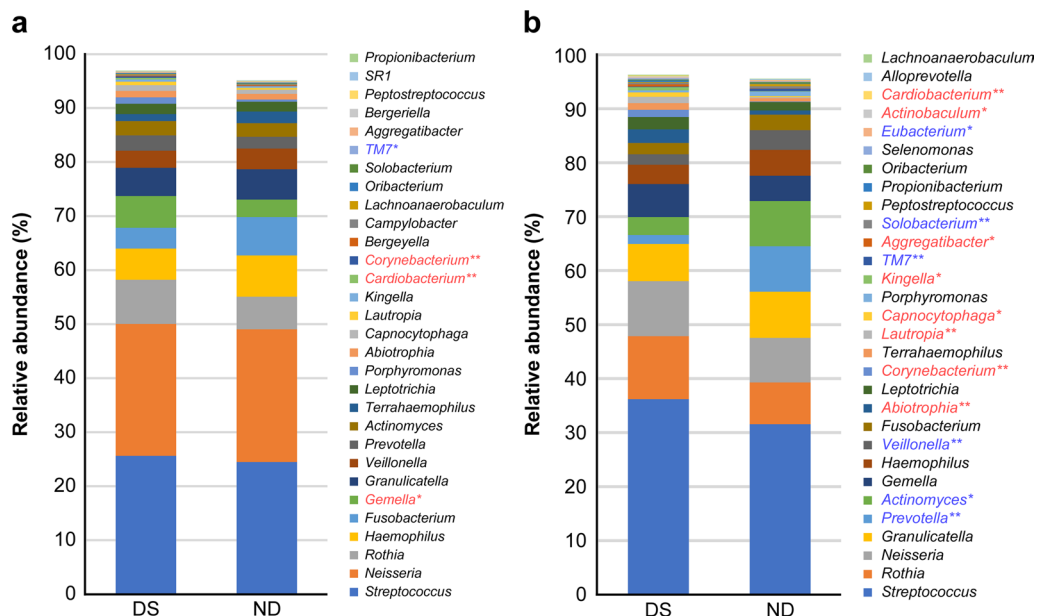 a
Relative abundance (%)
100
90
80
70
60
50
40
30
20
10
0
DS
ND
Propionibacterium
SR1
Peptostreptococcus
Bergeriella
Aggregatibacter
TM7*
Solobacterium
Oribacterium
Lachnoanaerobaculum
Campylobacter
Bergeyella
Corynebacterium**
Cardiobacterium**
Kingella
Lautropia
Capnocytophaga
Abiotrophia
Porphyromonas
Leptotrichia
Terrahaemophilus
Actinomyces
Prevotella
Veillonella
Granulicatella
Gemella*
Fusobacterium
Haemophilus
Rothia
Neisseria
Streptococcus
b
Relative abundance (%)
100
90
80
70
60
50
40
30
20
10
0
DS
ND
Lachnoanaerobaculum
Alloprevotella
Cardiobacterium**
Actinobaculum*
Eubacterium*
Selenomonas
Oribacterium
Propionibacterium
Peptostreptococcus
Solobacterium**
Aggregatibacter*
TM7**
Kingella*
Porphyromonas
Capnocytophaga*
Lautropia**
Terrahaemophilus
Corynebacterium**
Leptotrichia
Abiotrophia**
Fusobacterium
Veillonella**
Haemophilus
Gemella
Actinomyces*
Prevotella**
Granulicatella
Neisseria
Rothia
Streptococcus